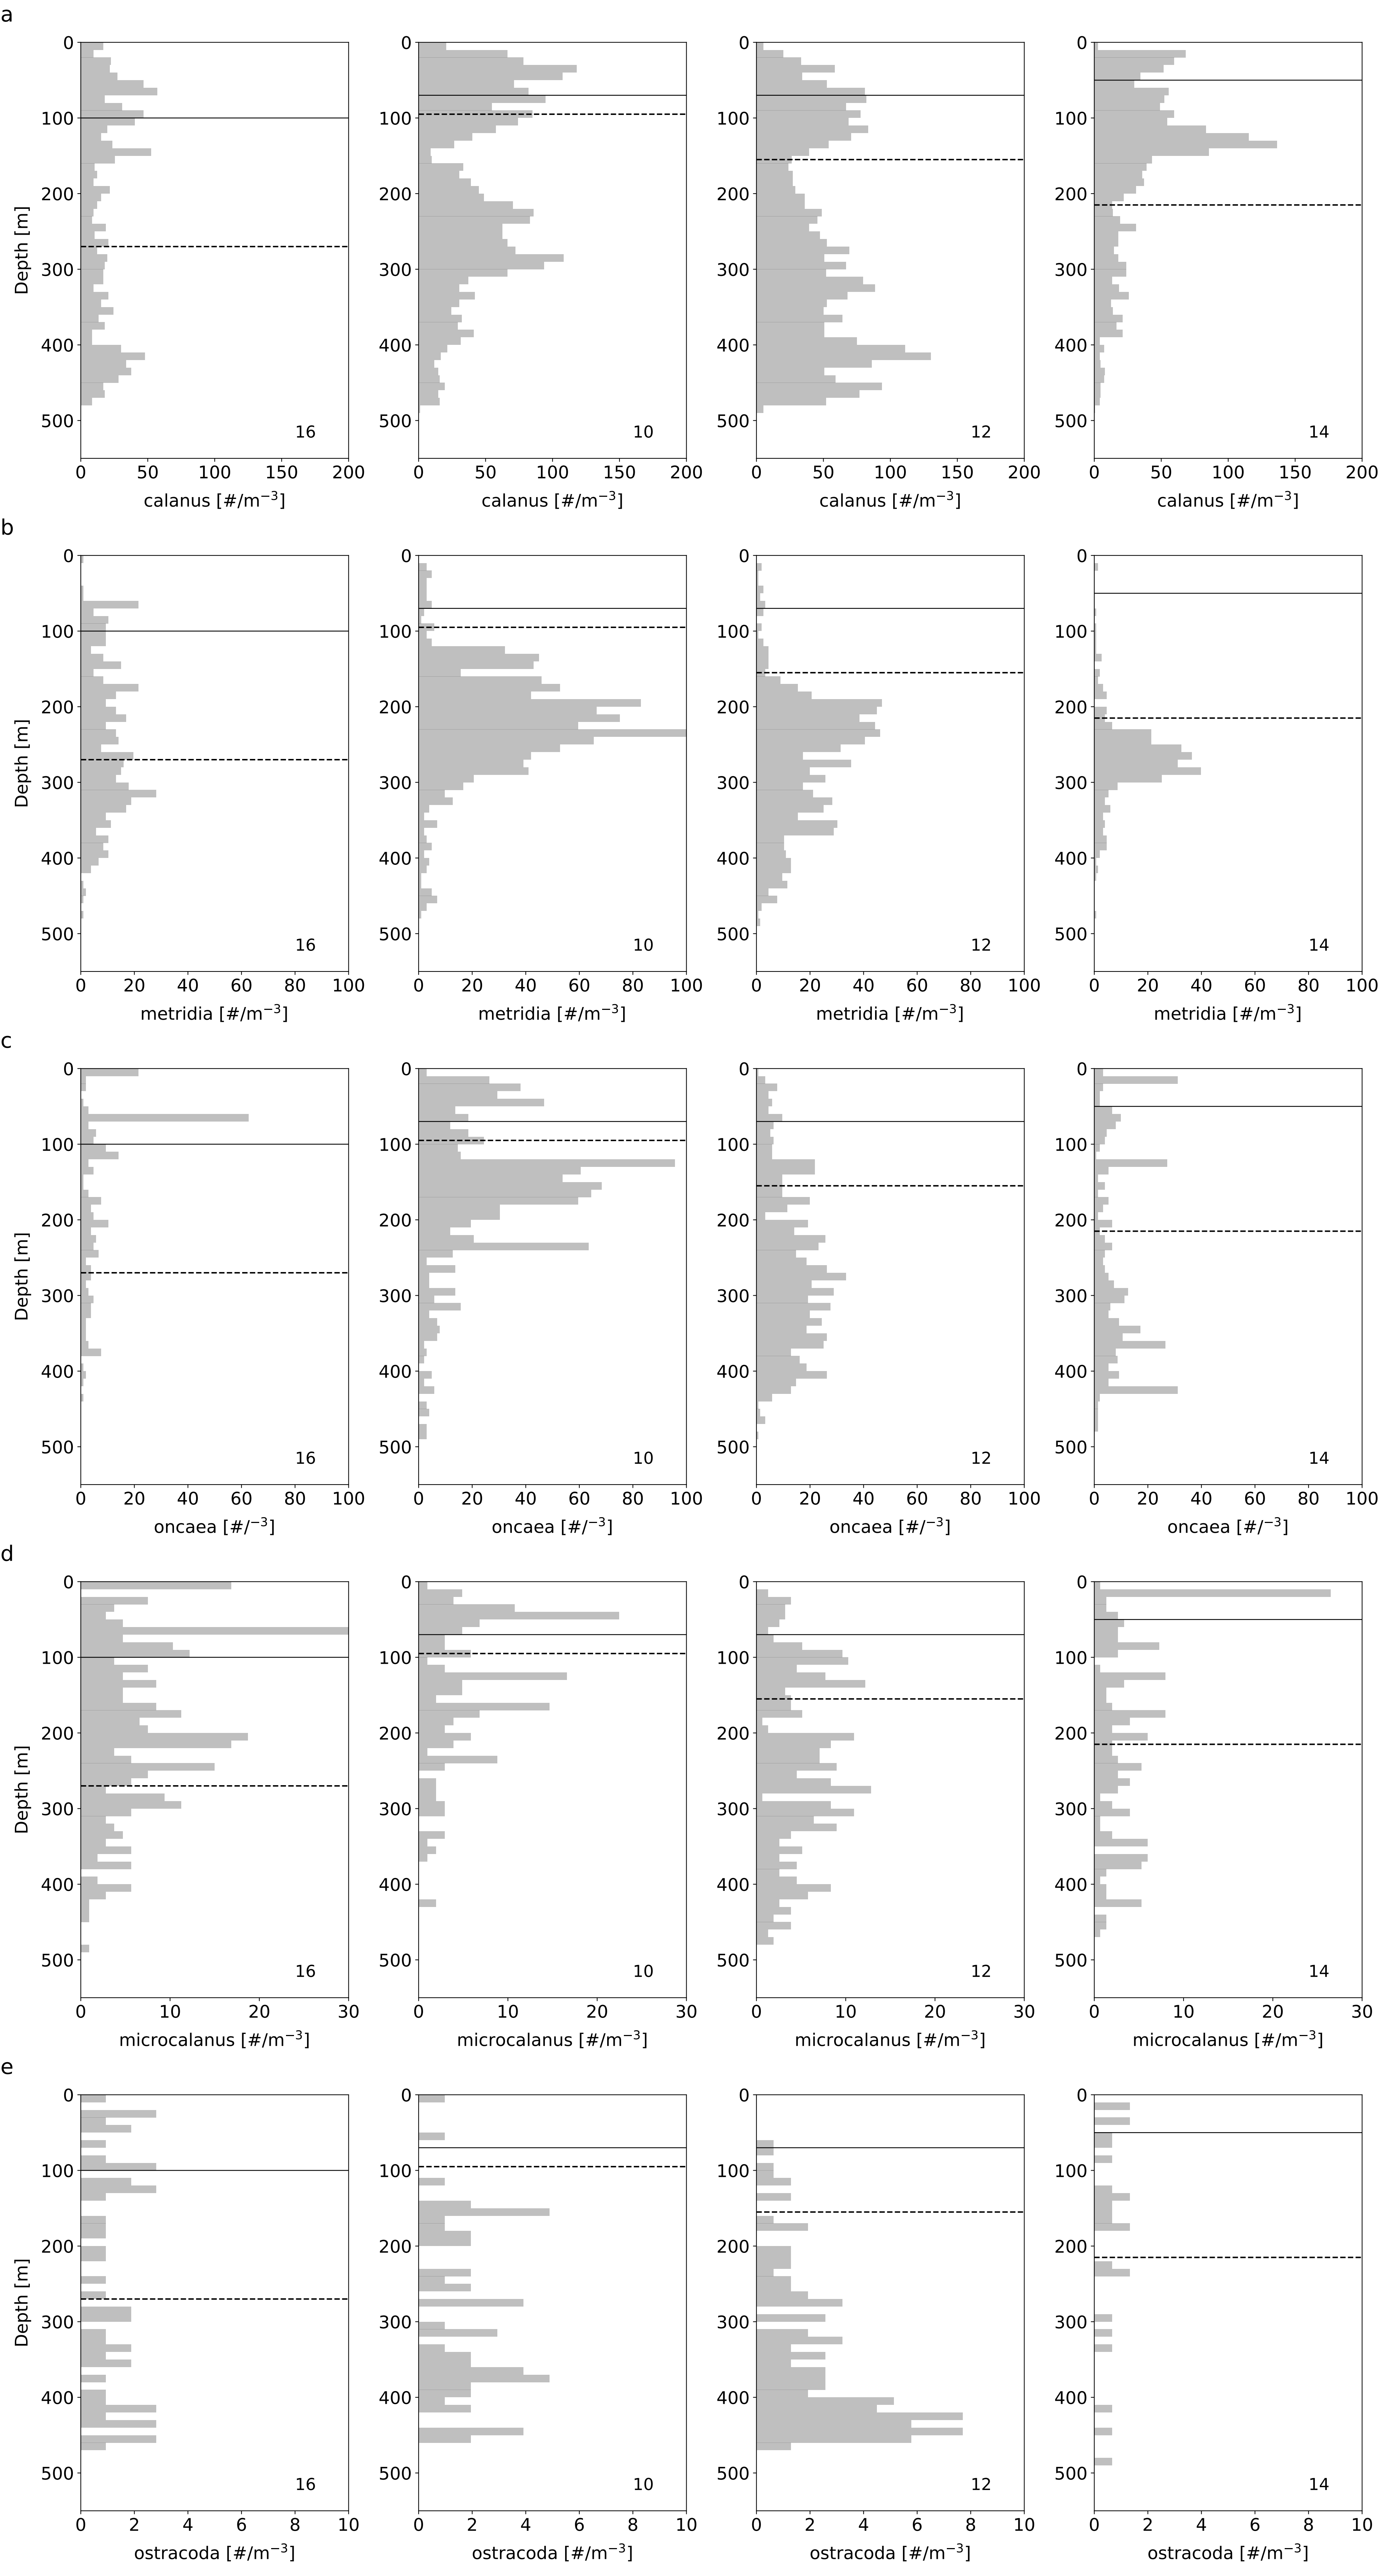 a
0 0 0 0
100 100 100 100
200 200 200 200
Depth [m]
300 300 300 300
400 400 400 400
500 500 500 500
16 10 12 14
0 50 100 150 200 0 50 100 150 200 0 50 100 150 200 0 50 100 150 200
calanus [#/m⁻³] calanus [#/m⁻³] calanus [#/m⁻³] calanus [#/m⁻³]
b
0 0 0 0
100 100 100 100
200 200 200 200
Depth [m]
300 300 300 300
400 400 400 400
500 500 500 500
16 10 12 14
0 20 40 60 80 100 0 20 40 60 80 100 0 20 40 60 80 100 0 20 40 60 80 100
metridia [#/m⁻³] metridia [#/m⁻³] metridia [#/m⁻³] metridia [#/m⁻³]
c
0 0 0 0
100 100 100 100
200 200 200 200
Depth [m]
300 300 300 300
400 400 400 400
500 500 500 500
16 10 12 14
0 20 40 60 80 100 0 20 40 60 80 100 0 20 40 60 80 100 0 20 40 60 80 100
oncaea [#/⁻³] oncaea [#/⁻³] oncaea [#/⁻³] oncaea [#/⁻³]
d
0 0 0 0
100 100 100 100
200 200 200 200
Depth [m]
300 300 300 300
400 400 400 400
500 500 500 500
16 10 12 14
0 10 20 30 0 10 20 30 0 10 20 30 0 10 20 30
microcalanus [#/m⁻³] microcalanus [#/m⁻³] microcalanus [#/m⁻³] microcalanus [#/m⁻³]
e
0 0 0 0
100 100 100 100
200 200 200 200
Depth [m]
300 300 300 300
400 400 400 400
500 500 500 500
16 10 12 14
0 2 4 6 8 10 0 2 4 6 8 10 0 2 4 6 8 10 0 2 4 6 8 10
ostracoda [#/m⁻³] ostracoda [#/m⁻³] ostracoda [#/m⁻³] ostracoda [#/m⁻³]